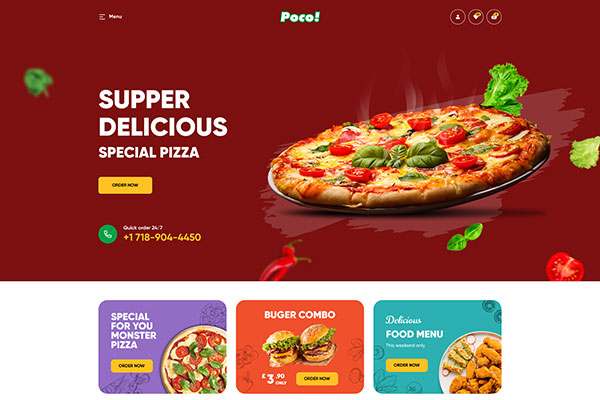 Menu
Poco!
SUPPER
DELICIOUS
SPECIAL PIZZA
ORDER NOW
Quick order 24/7
+1 718-904-4450
SPECIAL
FOR YOU
MONSTER
PIZZA
ORDER NOW
BUGER COMBO
£ 3.90
ONLY
ORDER NOW
Delicious
FOOD MENU
This weekend only
ORDER NOW